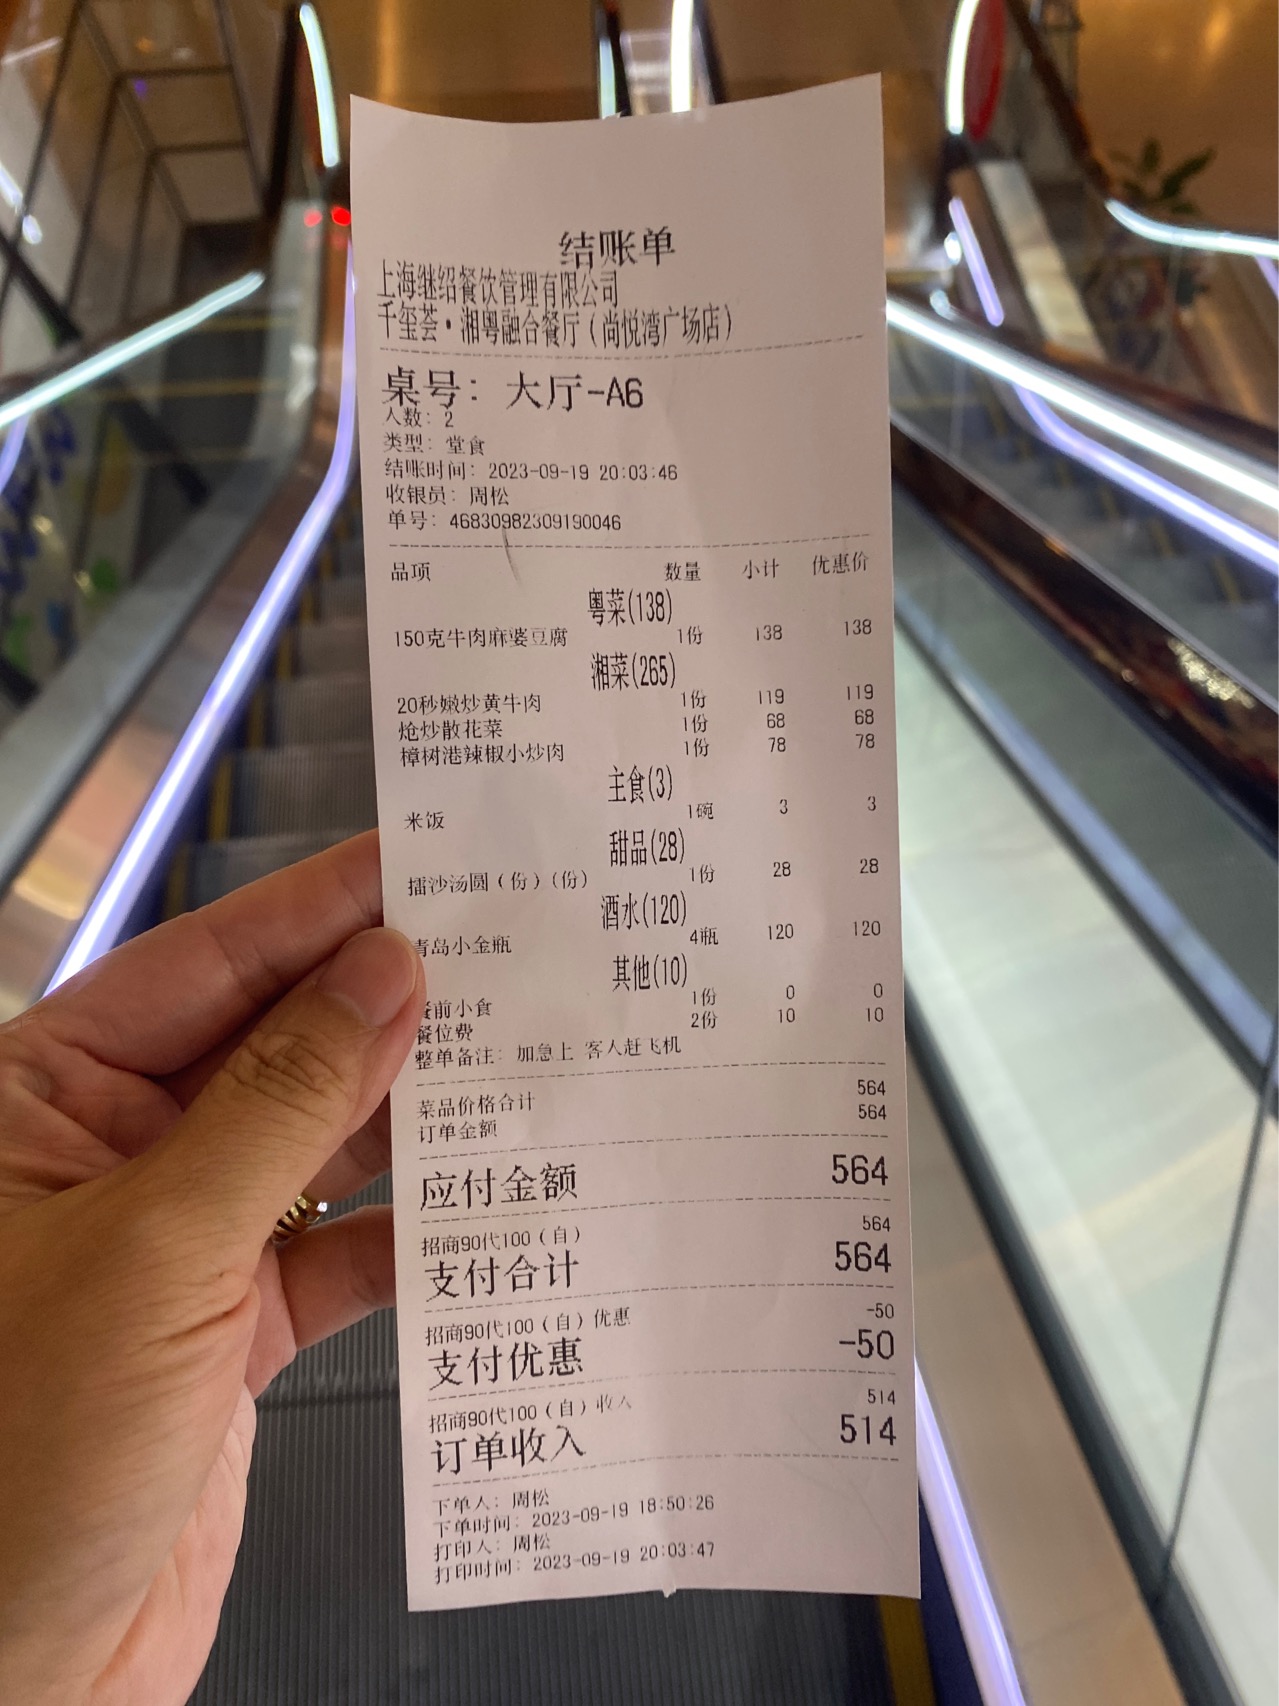 结账单
上海继绍餐饮管理有限公司
千玺荟·湘粤融合餐厅（尚悦湾广场店）
桌号：大厅-A6
人数：2
类型：堂食
结账时间：2023-09-19 20:03:46
收银员：周松
单号：46830982309190046
品项 数量 小计 优惠价
粤菜(138)
150克牛肉麻婆豆腐 1份 138 138
湘菜(265)
20秒嫩炒黄牛肉 1份 119 119
炝炒散花菜 1份 68 68
樟树港辣椒小炒肉 1份 78 78
主食(3)
米饭 1碗 3 3
甜品(28)
擂沙汤圆（份）（份） 1份 28 28
酒水(120)
青岛小金瓶 4瓶 120 120
其他(10)
餐前小食 1份 0 0
餐位费 2份 10 10
整单备注：加急上 客人赶飞机
菜品价格合计 564
订单金额 564
应付金额 564
招商90代100（自） 564
支付合计 564
招商90代100（自）优惠 -50
支付优惠 -50
招商90代100（自）收入 514
订单收入 514
下单人：周松
下单时间：2023-09-19 18:50:26
打印人：周松
打印时间：2023-09-19 20:03:47